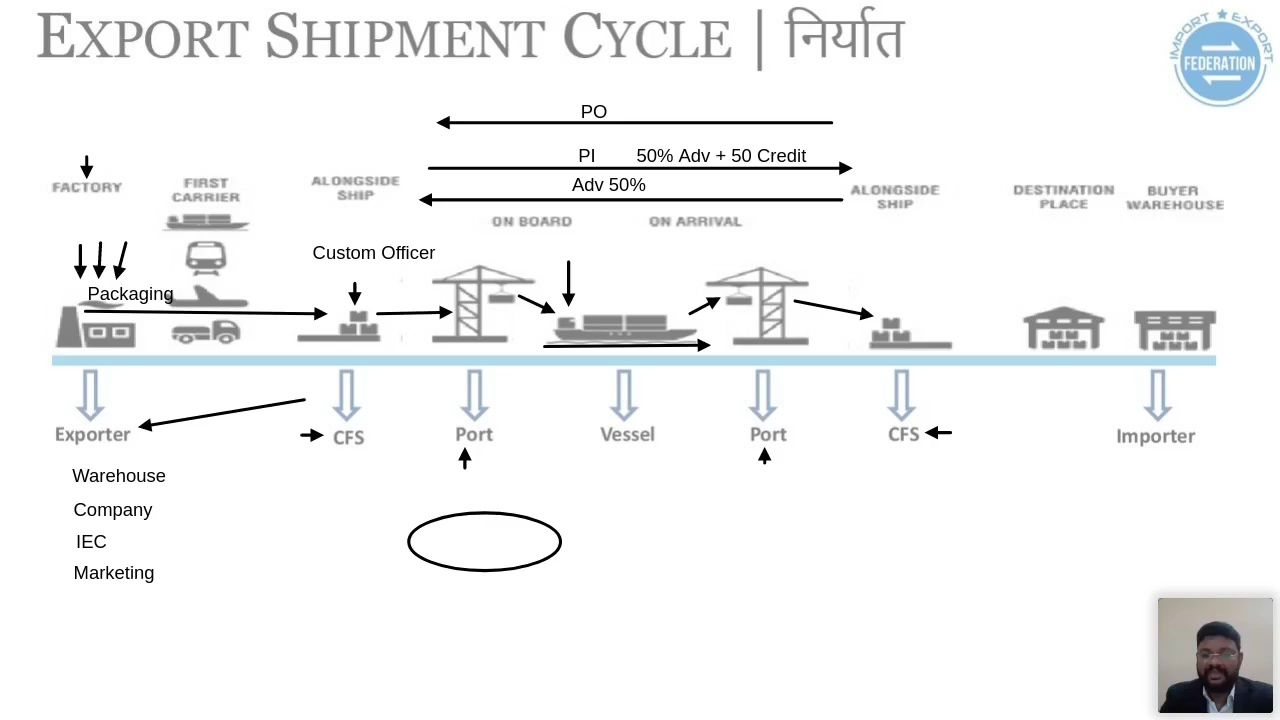 EXPORT SHIPMENT CYCLE | निर्यात
IMPORT ★ EXPORT
FEDERATION
PO
PI 50% Adv + 50 Credit
Adv 50%
FACTORY
FIRST
CARRIER
ALONGSIDE
SHIP
ON BOARD
ON ARRIVAL
ALONGSIDE
SHIP
DESTINATION
PLACE
BUYER
WAREHOUSE
Custom Officer
Packaging
Exporter
CFS
Port
Vessel
Port
CFS
Importer
Warehouse
Company
IEC
Marketing